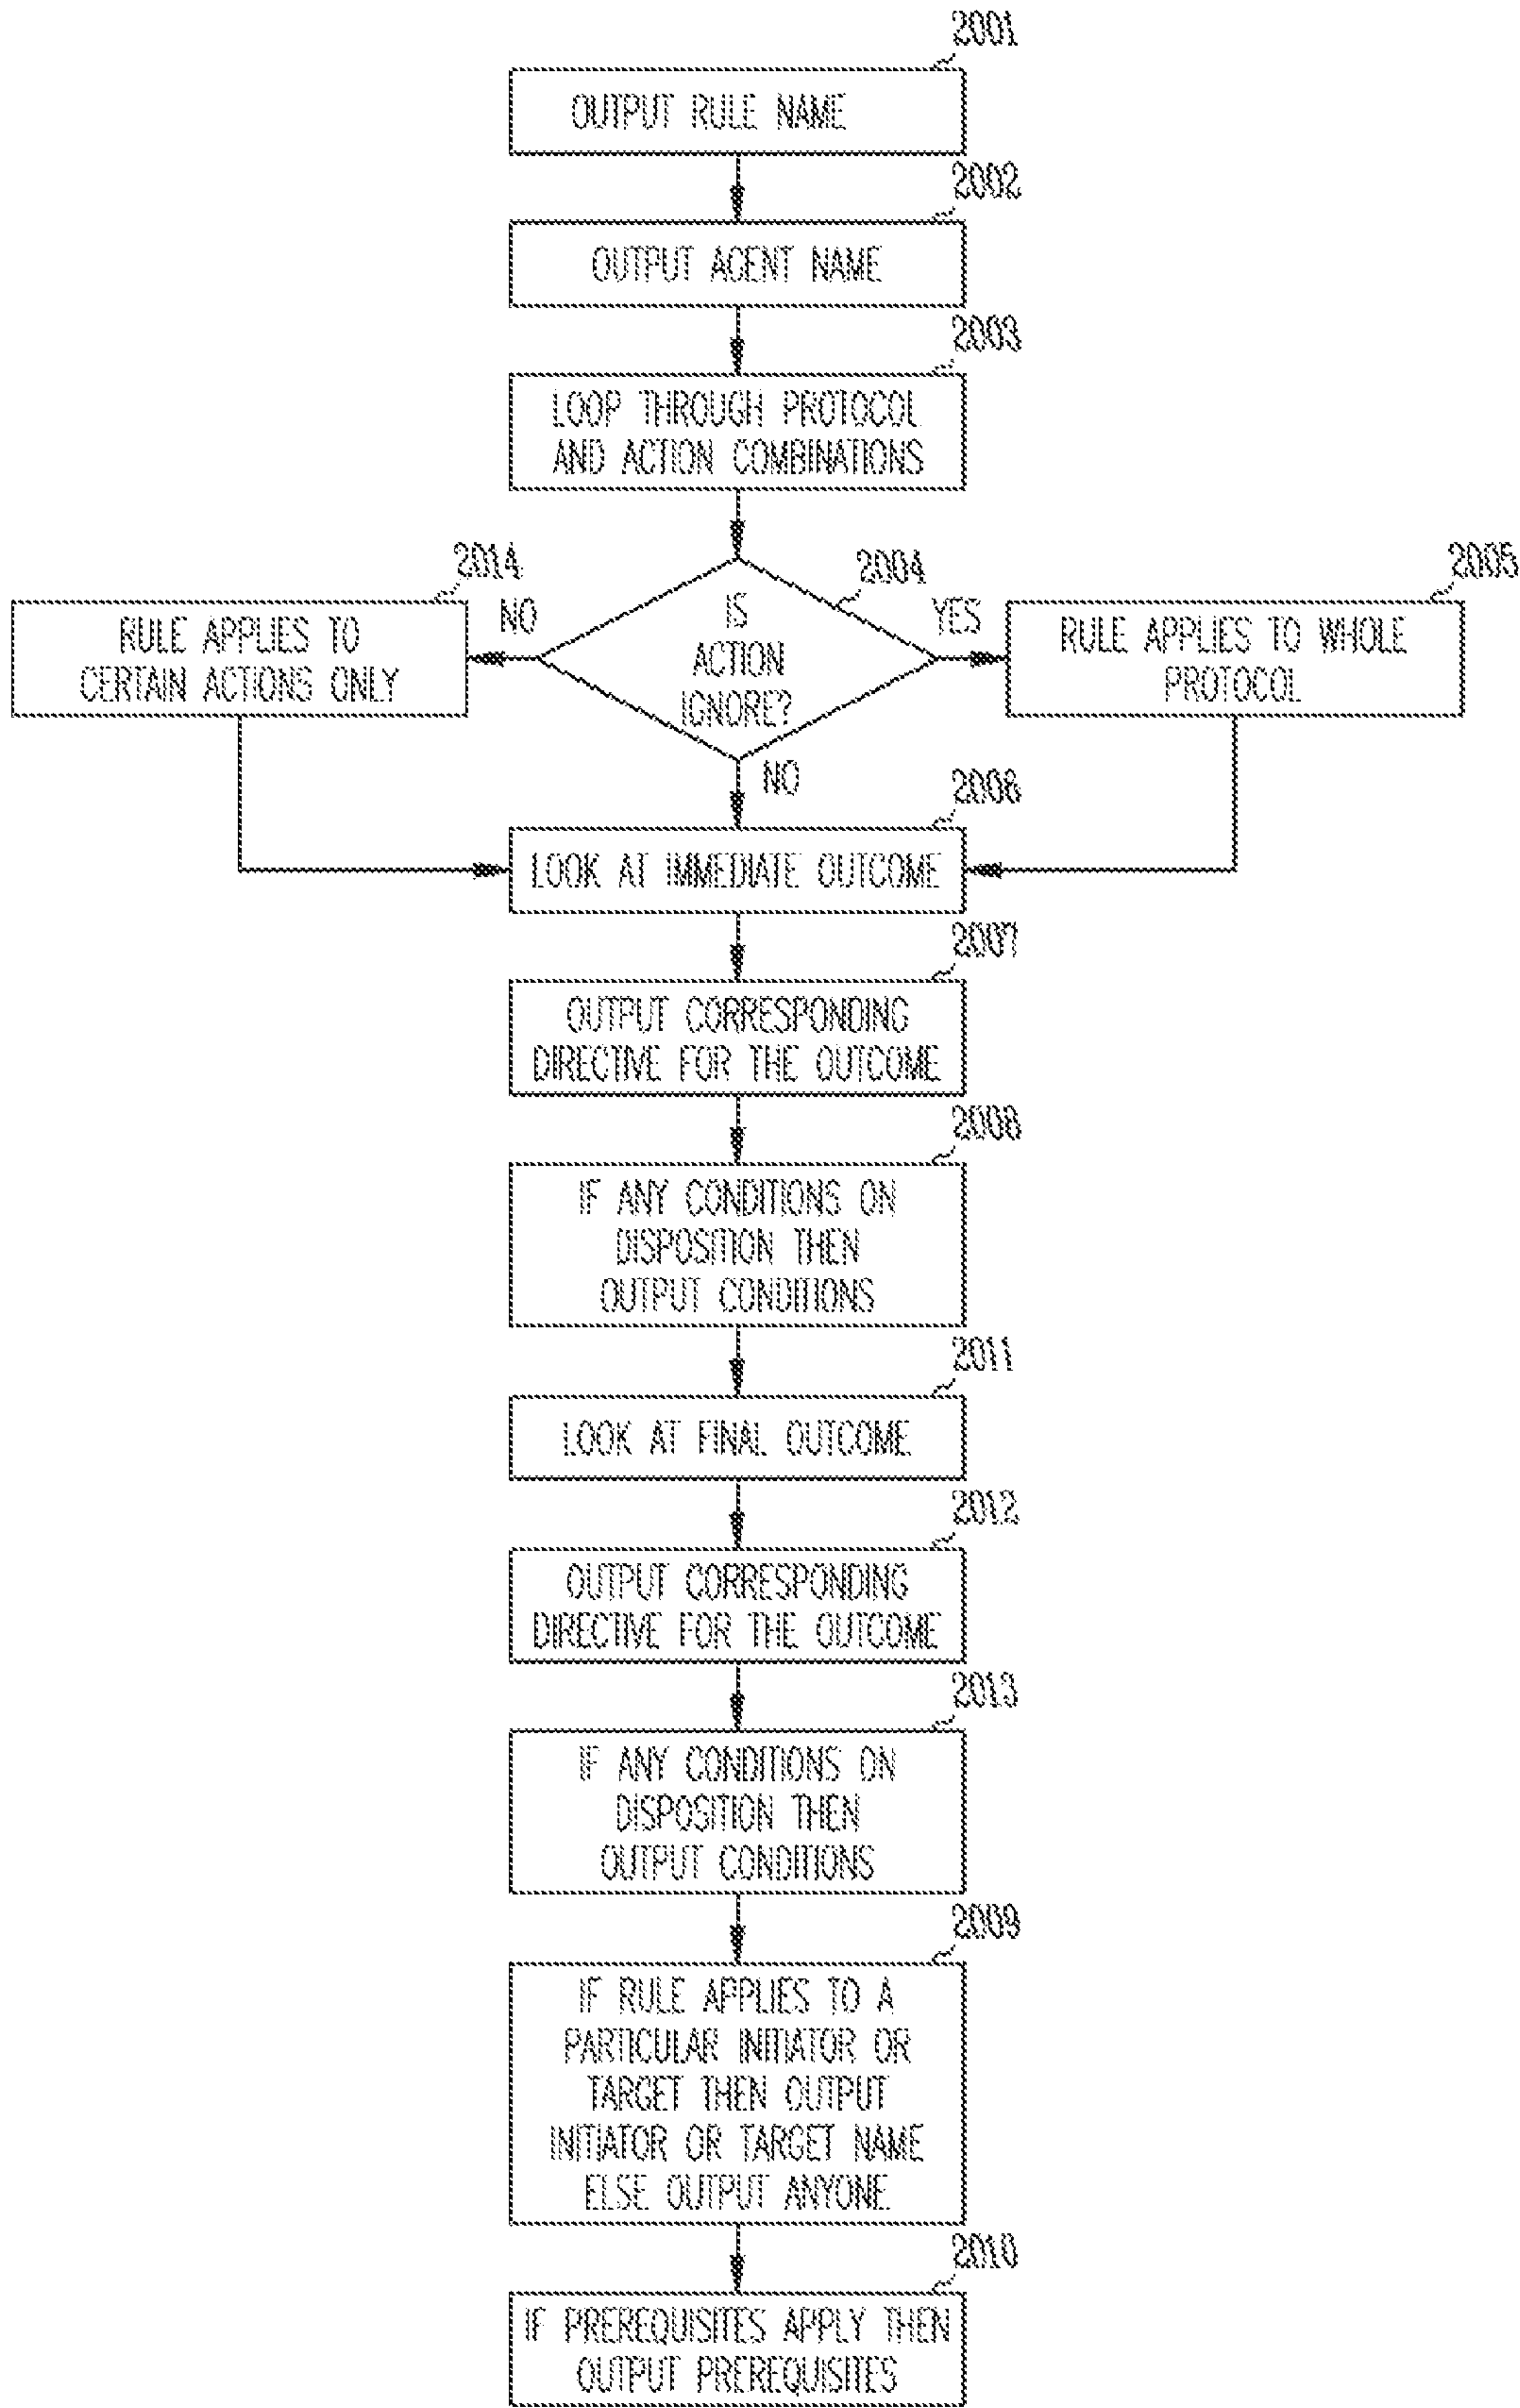 2001
OUTPUT RULE NAME
2002
OUTPUT AGENT NAME
2003
LOOP THROUGH PROTOCOL
AND ACTION COMBINATIONS
2004
IS
ACTION
IGNORE?
NO
YES
NO
2014
RULE APPLIES TO
CERTAIN ACTIONS ONLY
2005
RULE APPLIES TO WHOLE
PROTOCOL
2006
LOOK AT IMMEDIATE OUTCOME
2007
OUTPUT CORRESPONDING
DIRECTIVE FOR THE OUTCOME
2008
IF ANY CONDITIONS ON
DISPOSITION THEN
OUTPUT CONDITIONS
2011
LOOK AT FINAL OUTCOME
2012
OUTPUT CORRESPONDING
DIRECTIVE FOR THE OUTCOME
2013
IF ANY CONDITIONS ON
DISPOSITION THEN
OUTPUT CONDITIONS
2009
IF RULE APPLIES TO A
PARTICULAR INITIATOR OR
TARGET THEN OUTPUT
INITIATOR OR TARGET NAME
ELSE OUTPUT ANYONE
2010
IF PREREQUISITES APPLY THEN
OUTPUT PREREQUISITES